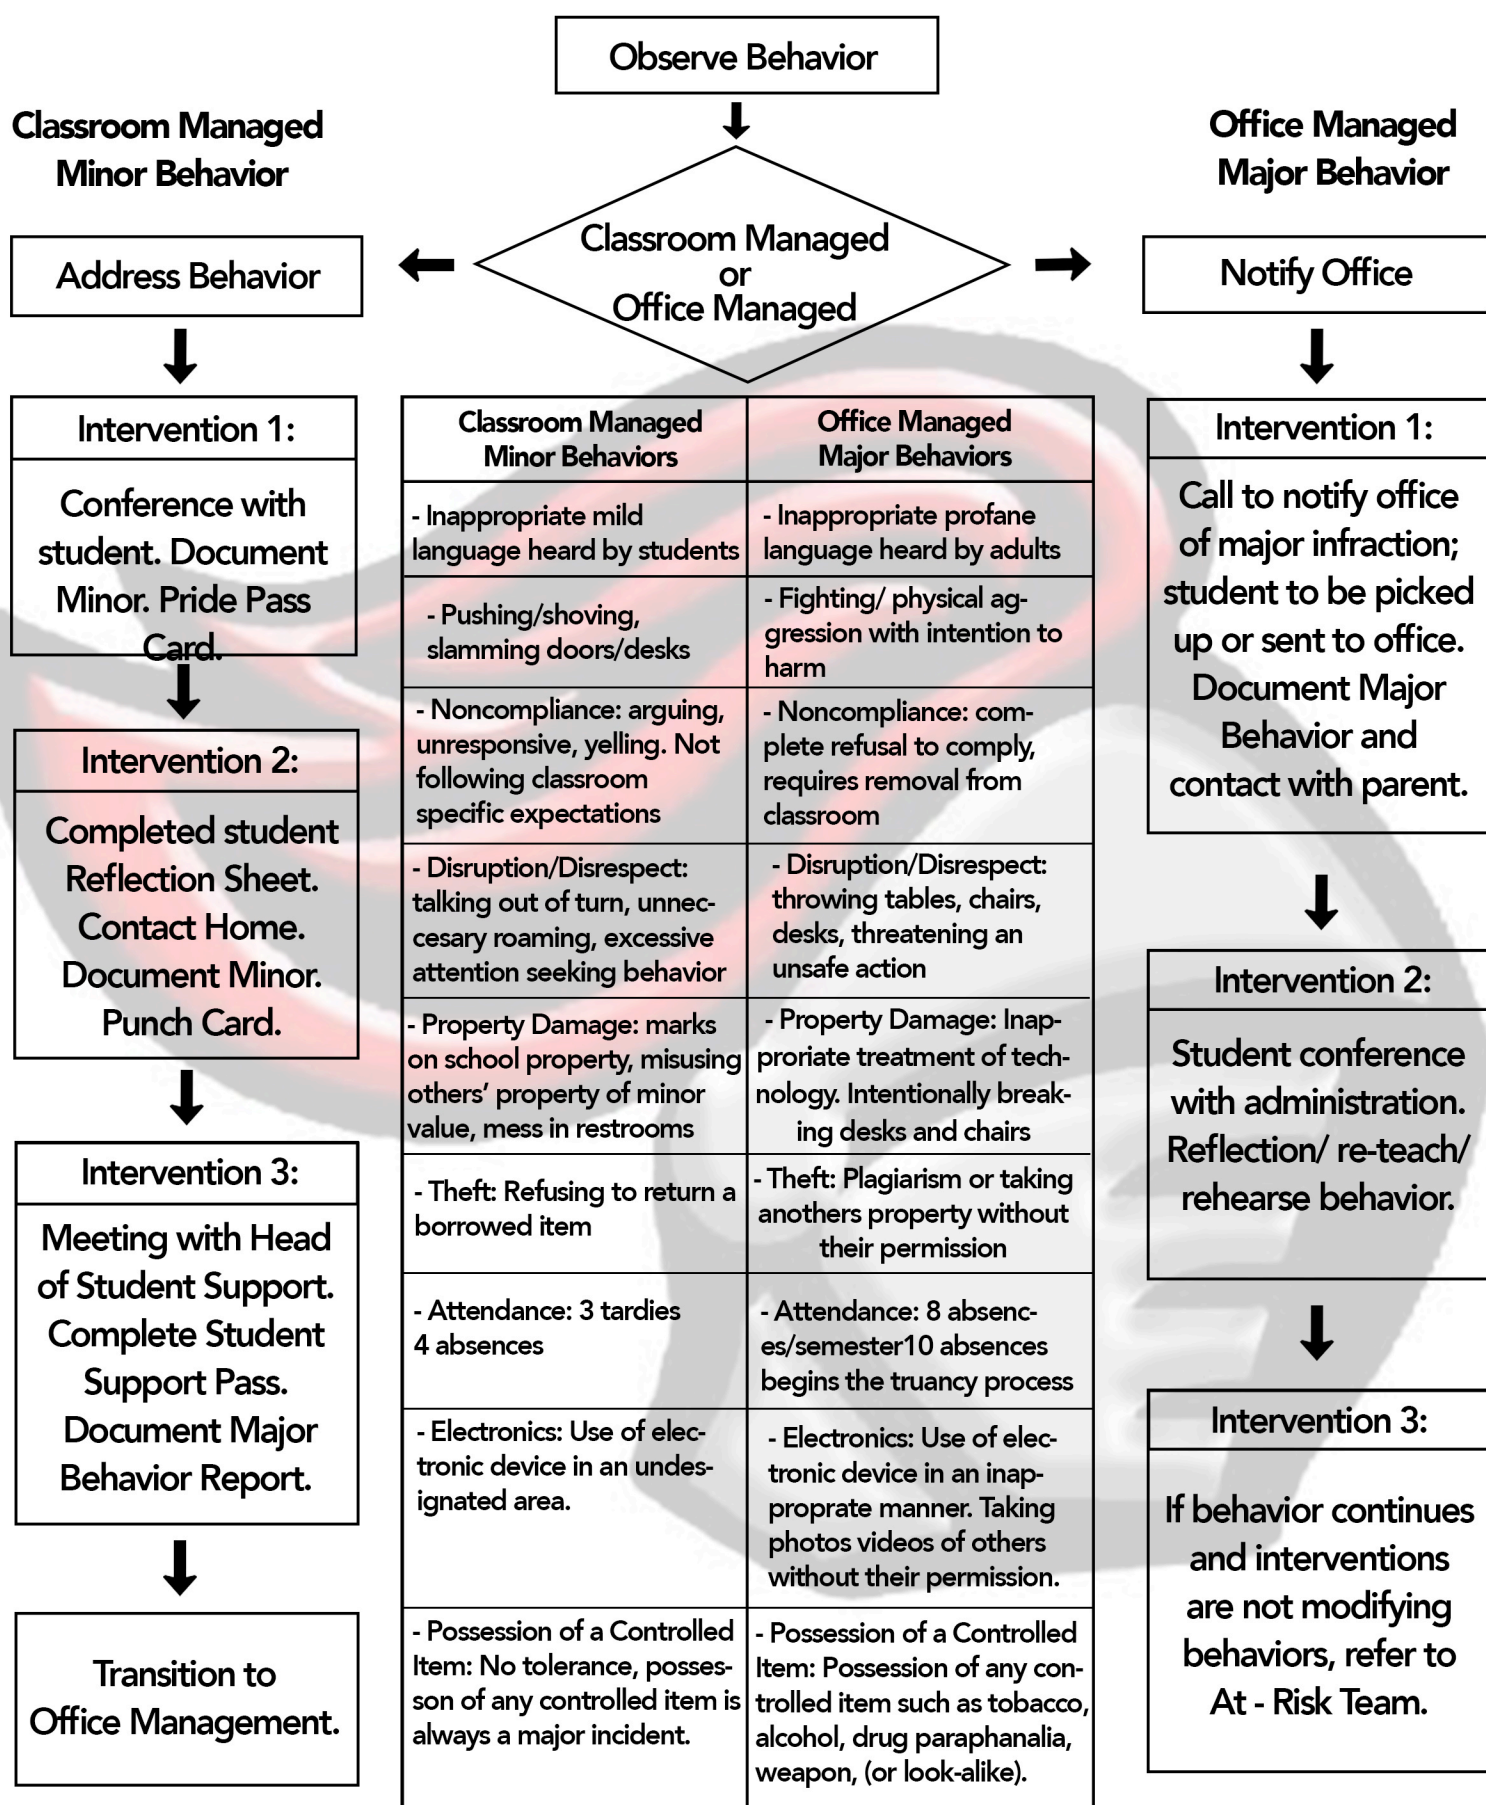 Observe Behavior
Classroom Managed
Minor Behavior
Office Managed
Major Behavior
Classroom Managed
or
Office Managed
Address Behavior
Notify Office
Intervention 1:
Conference with
student. Document
Minor. Pride Pass
Card.
Intervention 2:
Completed student
Reflection Sheet.
Contact Home.
Document Minor.
Punch Card.
Intervention 3:
Meeting with Head
of Student Support.
Complete Student
Support Pass.
Document Major
Behavior Report.
Transition to
Office Management.
Classroom Managed
Minor Behaviors
Office Managed
Major Behaviors
- Inappropriate mild
language heard by students
- Inappropriate profane
language heard by adults
- Pushing/shoving,
slamming doors/desks
- Fighting/ physical ag-
gression with intention to
harm
- Noncompliance: arguing,
unresponsive, yelling. Not
following classroom
specific expectations
- Noncompliance: com-
plete refusal to comply,
requires removal from
classroom
- Disruption/Disrespect:
talking out of turn, unnec-
cesary roaming, excessive
attention seeking behavior
- Disruption/Disrespect:
throwing tables, chairs,
desks, threatening an
unsafe action
- Property Damage: marks
on school property, misusing
others' property of minor
value, mess in restrooms
- Property Damage: Inap-
proriate treatment of tech-
nology. Intentionally break-
ing desks and chairs
- Theft: Refusing to return a
borrowed item
- Theft: Plagiarism or taking
anothers property without
their permission
- Attendance: 3 tardies
4 absences
- Attendance: 8 absenc-
es/semester10 absences
begins the truancy process
- Electronics: Use of elec-
tronic device in an undes-
ignated area.
- Electronics: Use of elec-
tronic device in an inap-
proprate manner. Taking
photos videos of others
without their permission.
- Possession of a Controlled
Item: No tolerance, posses-
son of any controlled item is
always a major incident.
- Possession of a Controlled
Item: Possession of any con-
trolled item such as tobacco,
alcohol, drug paraphanalia,
weapon, (or look-alike).
Intervention 1:
Call to notify office
of major infraction;
student to be picked
up or sent to office.
Document Major
Behavior and
contact with parent.
Intervention 2:
Student conference
with administration.
Reflection/ re-teach/
rehearse behavior.
Intervention 3:
If behavior continues
and interventions
are not modifying
behaviors, refer to
At - Risk Team.